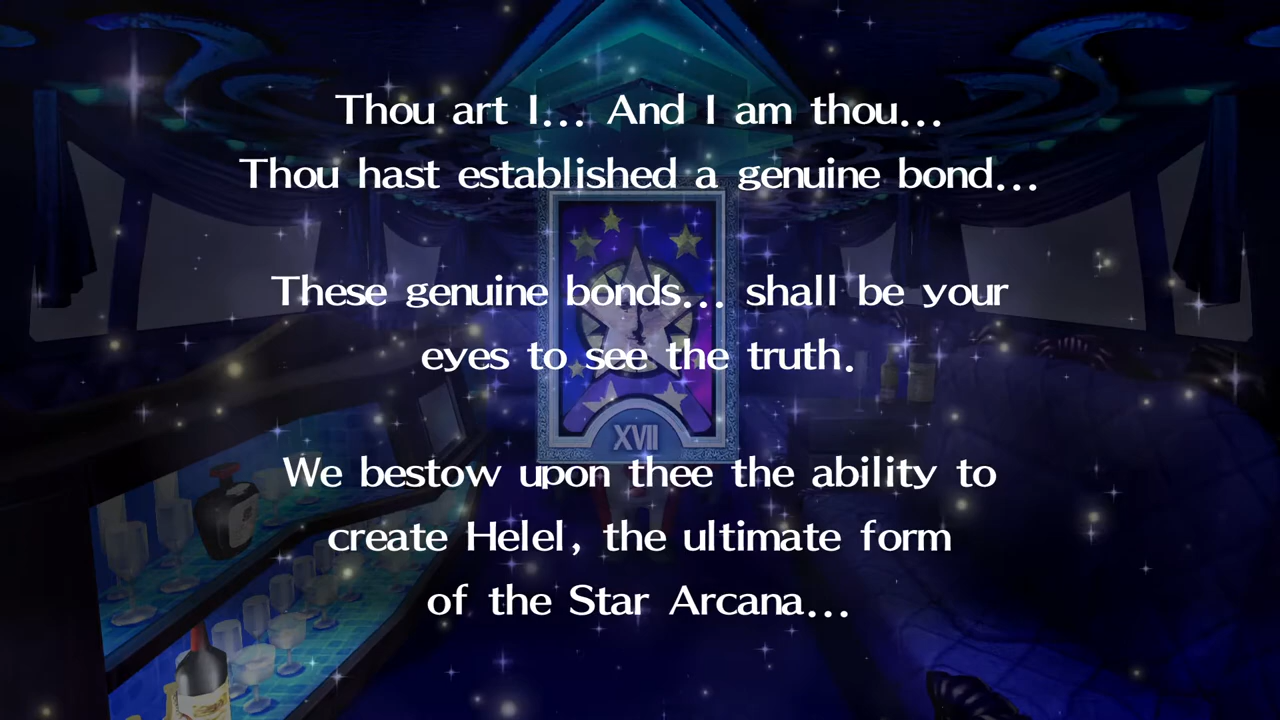 Thou art I... And I am thou...
Thou hast established a genuine bond...
These genuine bonds... shall be your
eyes to see the truth.
XVII
We bestow upon thee the ability to
create Helel, the ultimate form
of the Star Arcana...